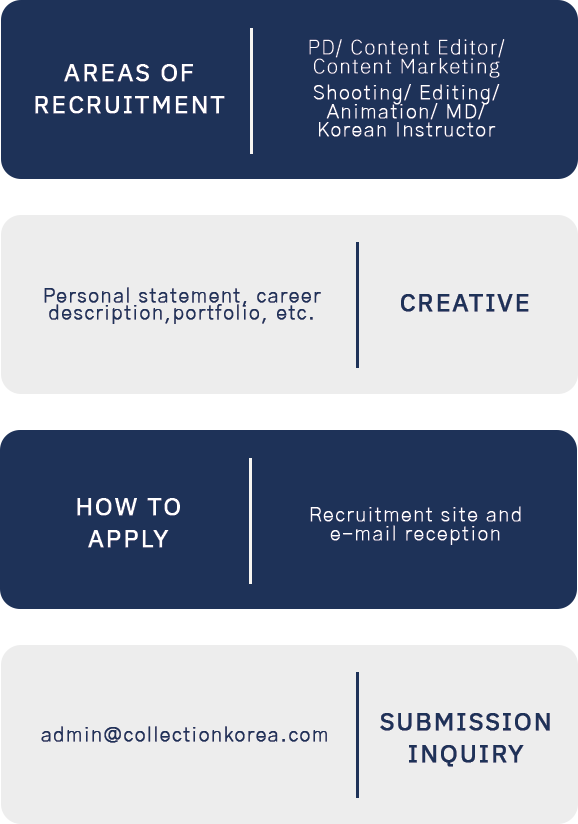 AREAS OF
RECRUITMENT
PD/ Content Editor/
Content Marketing
Shooting/ Editing/
Animation/ MD/
Korean Instructor
Personal statement, career
description,portfolio, etc.
CREATIVE
HOW TO
APPLY
Recruitment site and
e-mail reception
admin@collectionkorea.com
SUBMISSION
INQUIRY